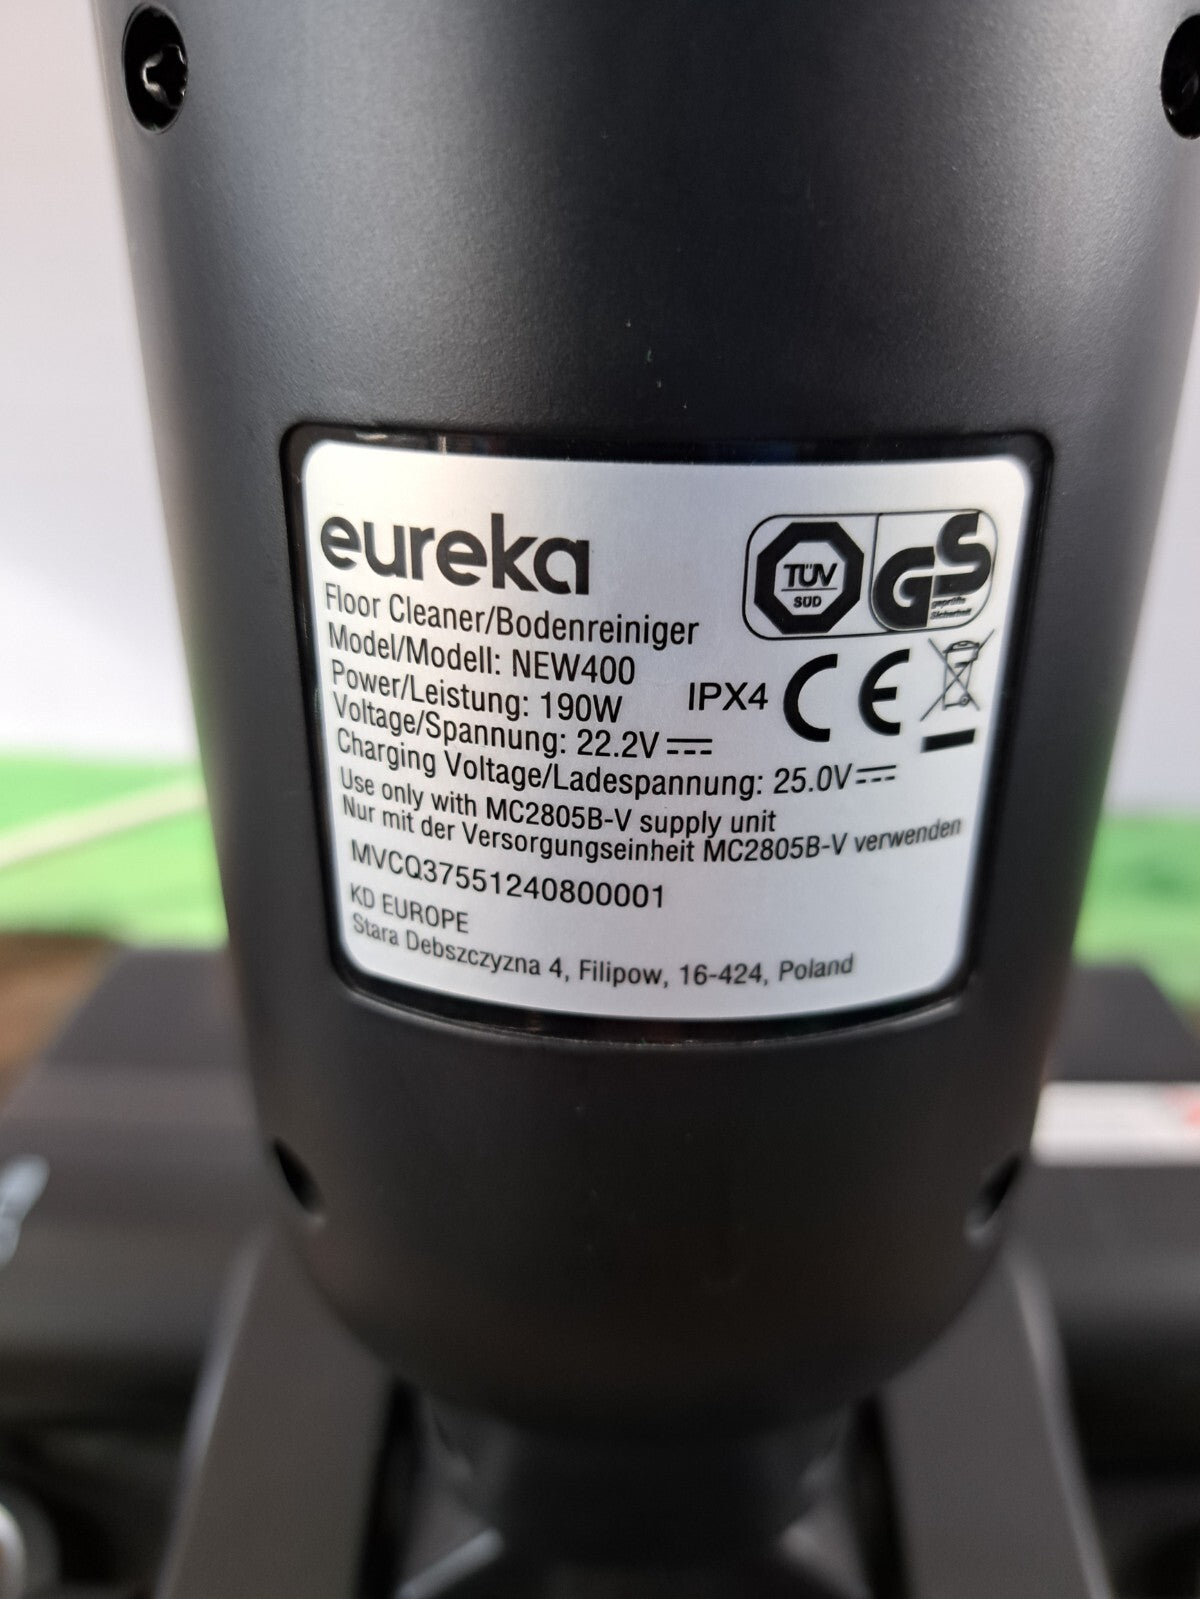 eureka
TÜV
SÜD
GS
geprüfte
Sicherheit
Floor Cleaner/Bodenreiniger
Model/Modell: NEW400
Power/Leistung: 190W
IPX4 CE
Voltage/Spannung: 22.2V
Charging Voltage/Ladespannung: 25.0V
Use only with MC2805B-V supply unit
Nur mit der Versorgungseinheit MC2805B-V verwenden
MVCQ37551240800001
KD EUROPE
Stara Debszczyzna 4, Filipow, 16-424, Poland